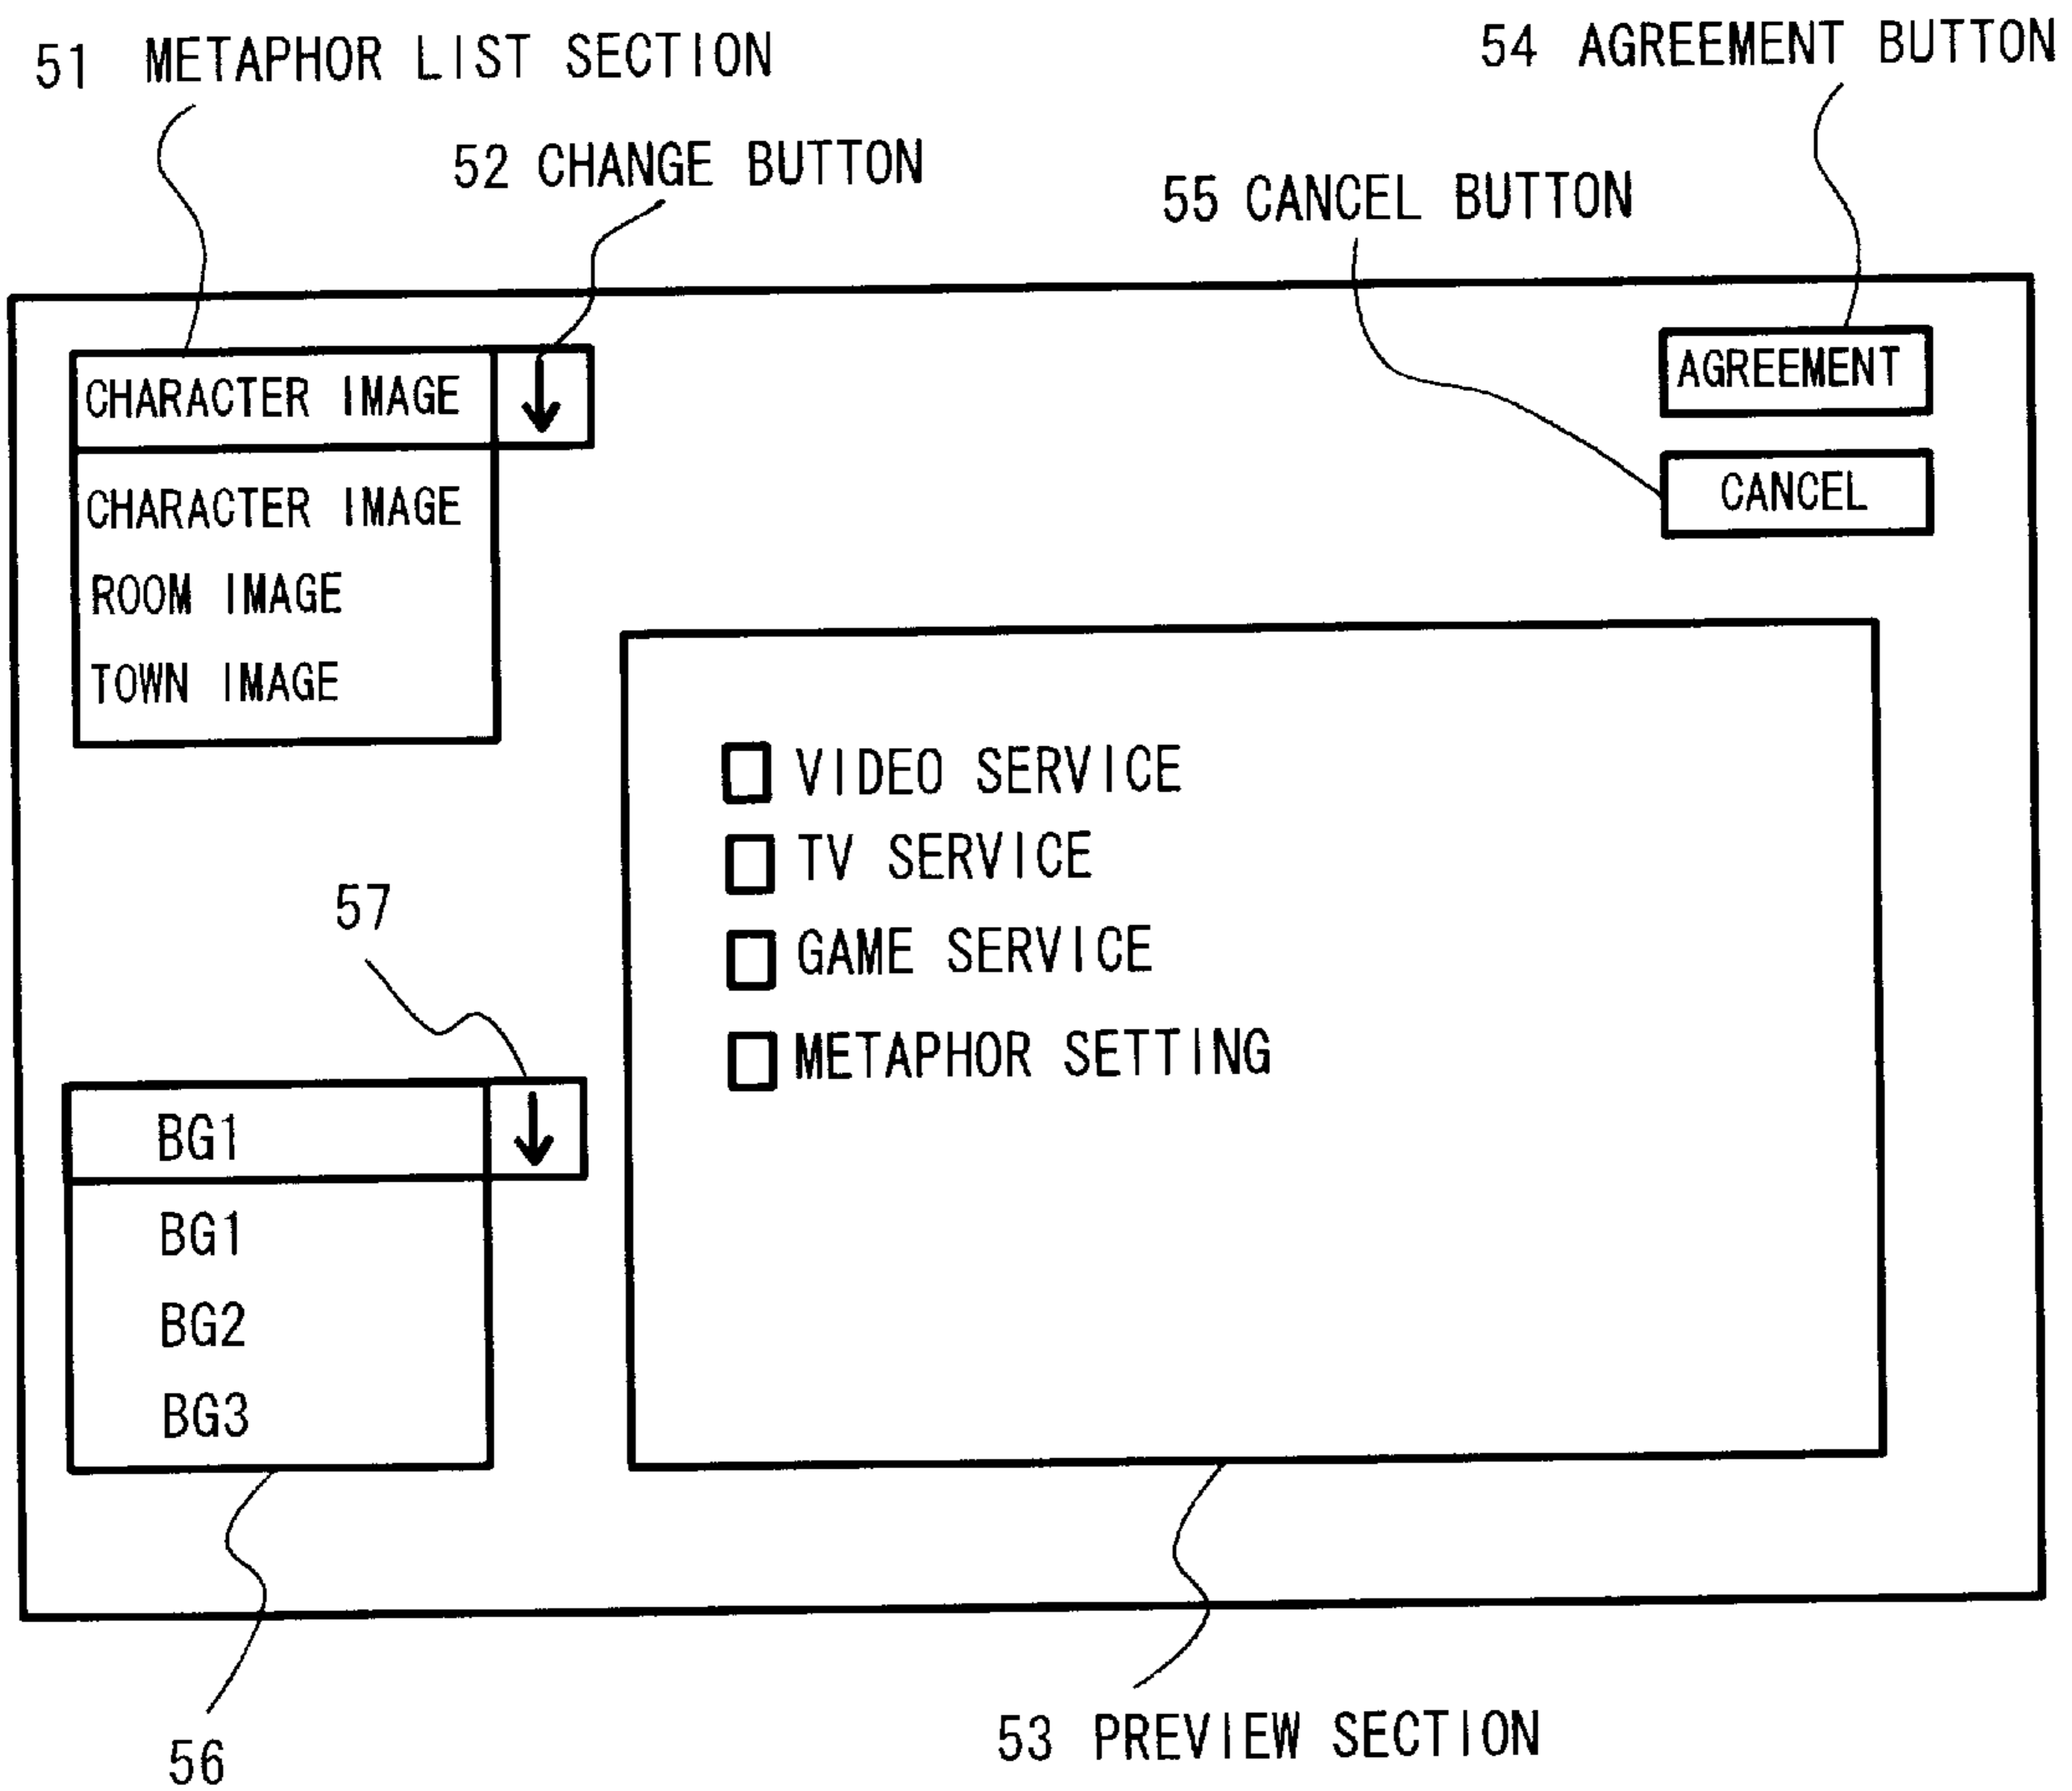 51 METAPHOR LIST SECTION
54 AGREEMENT BUTTON
52 CHANGE BUTTON
55 CANCEL BUTTON
CHARACTER IMAGE
↓
AGREEMENT
CANCEL
CHARACTER IMAGE
ROOM IMAGE
TOWN IMAGE
VIDEO SERVICE
TV SERVICE
GAME SERVICE
METAPHOR SETTING
57
BG1
↓
BG1
BG2
BG3
56
53 PREVIEW SECTION